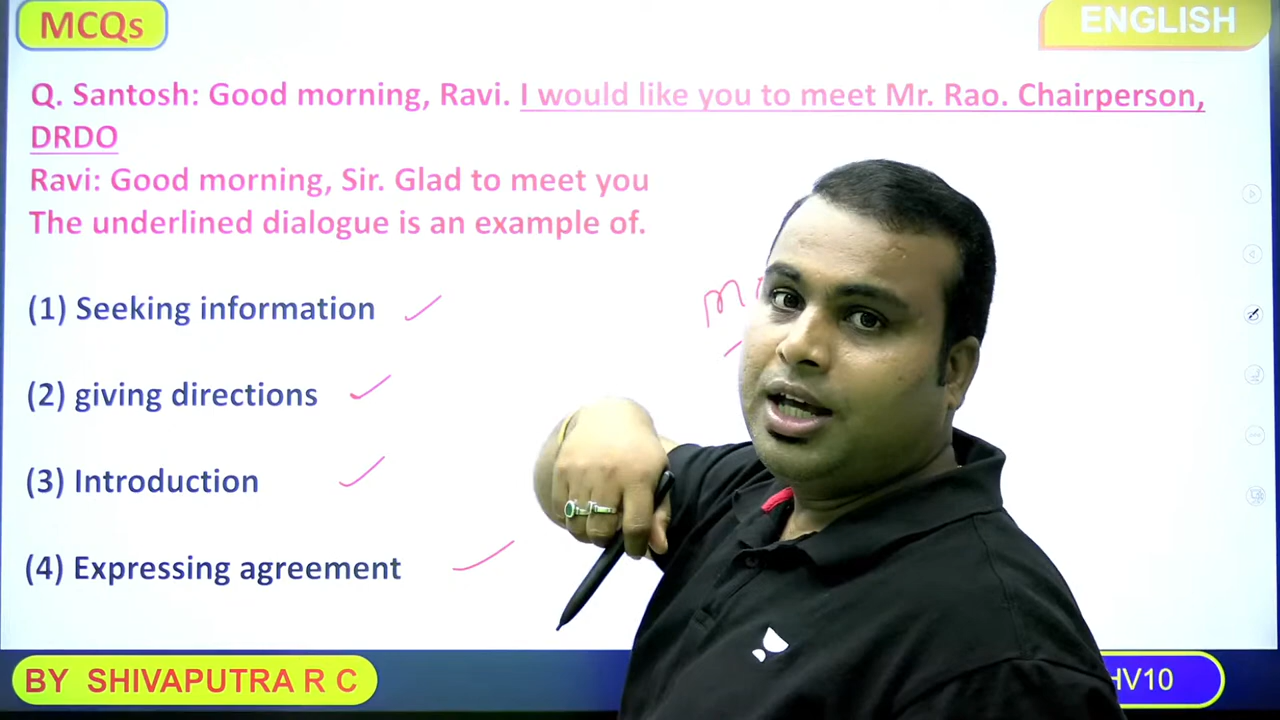 MCQs
ENGLISH
Q. Santosh: Good morning, Ravi. I would like you to meet Mr. Rao. Chairperson,
DRDO
Ravi: Good morning, Sir. Glad to meet you
The underlined dialogue is an example of.
(1) Seeking information
(2) giving directions
(3) Introduction
(4) Expressing agreement
BY SHIVAPUTRA R C
HV10